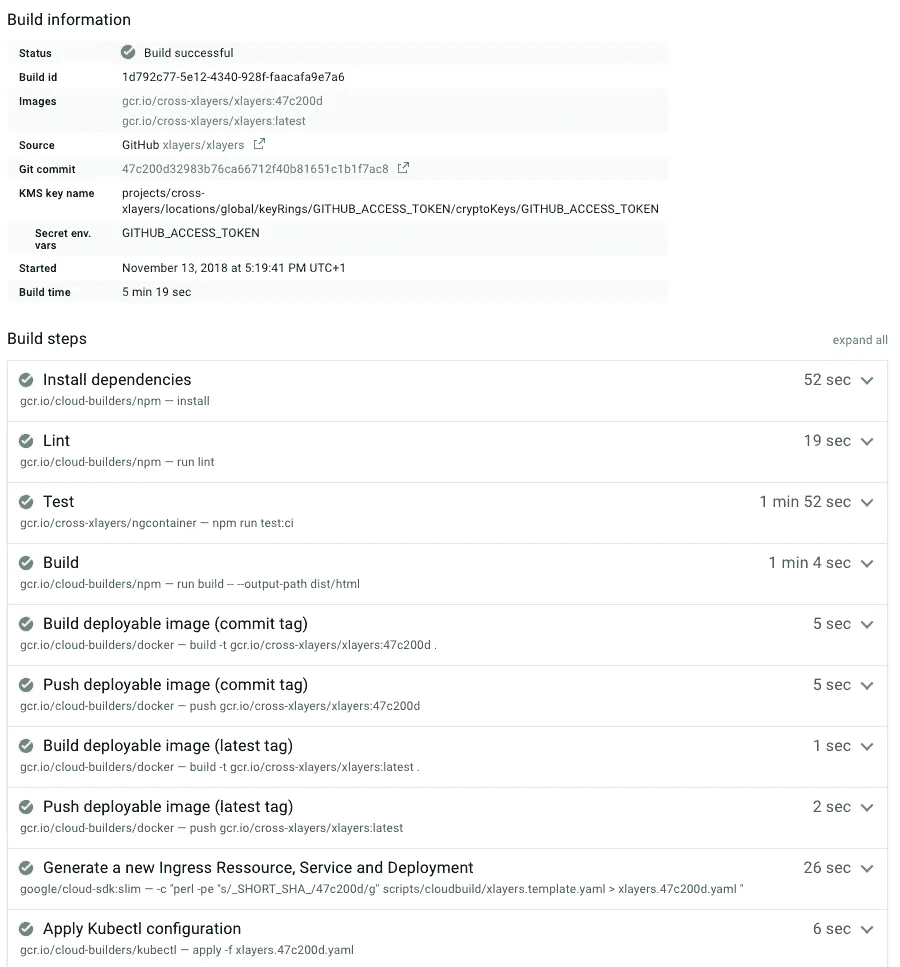 Build information
Status Build successful
Build id 1d792c77-5e12-4340-928f-faacafa9e7a6
Images gcr.io/cross-xlayers/xlayers:47c200d
gcr.io/cross-xlayers/xlayers:latest
Source GitHub xlayers/xlayers
Git commit 47c200d32983b76ca66712f40b81651c1b1f7ac8
KMS key name projects/cross-
xlayers/locations/global/keyRings/GITHUB_ACCESS_TOKEN/cryptoKeys/GITHUB_ACCESS_TOKEN
Secret env. GITHUB_ACCESS_TOKEN
vars
Started November 13, 2018 at 5:19:41 PM UTC+1
Build time 5 min 19 sec
Build steps expand all
Install dependencies 52 sec
gcr.io/cloud-builders/npm — install
Lint 19 sec
gcr.io/cloud-builders/npm — run lint
Test 1 min 52 sec
gcr.io/cross-xlayers/ngcontainer — npm run test:ci
Build 1 min 4 sec
gcr.io/cloud-builders/npm — run build -- --output-path dist/html
Build deployable image (commit tag) 5 sec
gcr.io/cloud-builders/docker — build -t gcr.io/cross-xlayers/xlayers:47c200d .
Push deployable image (commit tag) 5 sec
gcr.io/cloud-builders/docker — push gcr.io/cross-xlayers/xlayers:47c200d
Build deployable image (latest tag) 1 sec
gcr.io/cloud-builders/docker — build -t gcr.io/cross-xlayers/xlayers:latest .
Push deployable image (latest tag) 2 sec
gcr.io/cloud-builders/docker — push gcr.io/cross-xlayers/xlayers:latest
Generate a new Ingress Ressource, Service and Deployment 26 sec
google/cloud-sdk:slim — -c "perl -pe "s/_SHORT_SHA_/47c200d/g" scripts/cloudbuild/xlayers.template.yaml > xlayers.47c200d.yaml "
Apply Kubectl configuration 6 sec
gcr.io/cloud-builders/kubectl — apply -f xlayers.47c200d.yaml